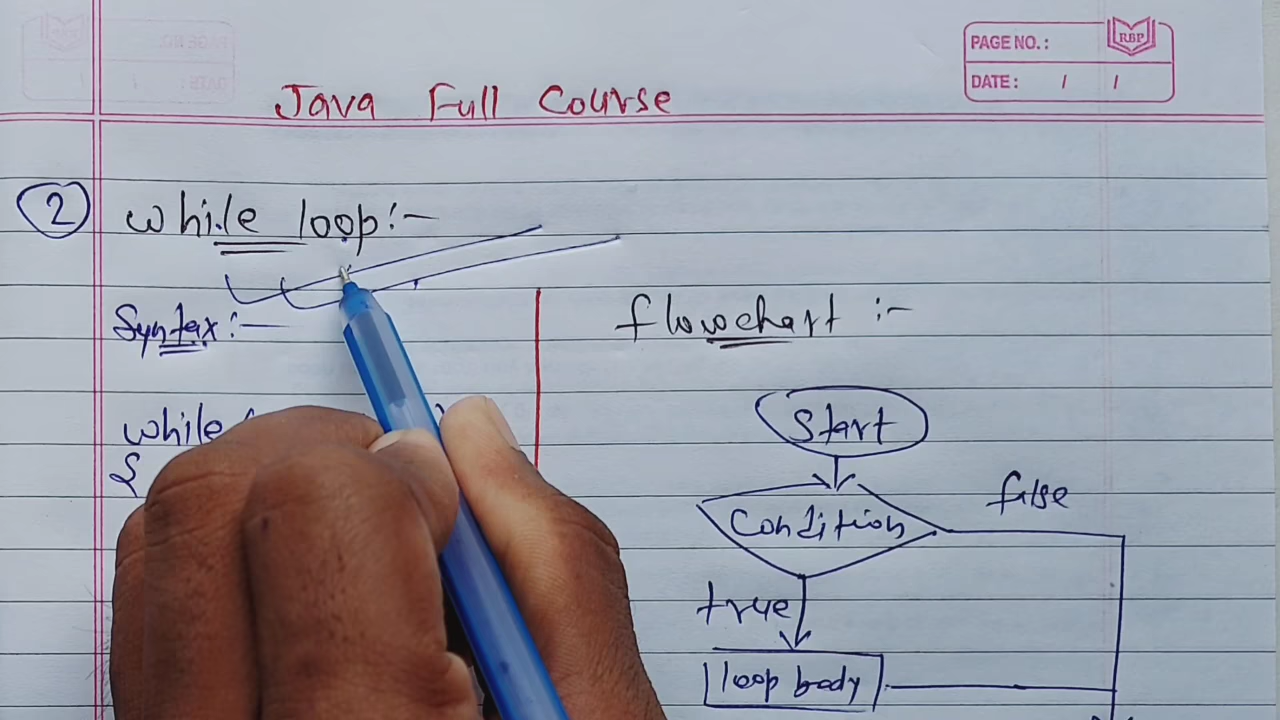 PAGE NO. :
RBP
DATE : / /
Java Full Course
2 while loop :-
Syntax :-
while (
{
flowchart :-
Start
Condition
false
true
loop body